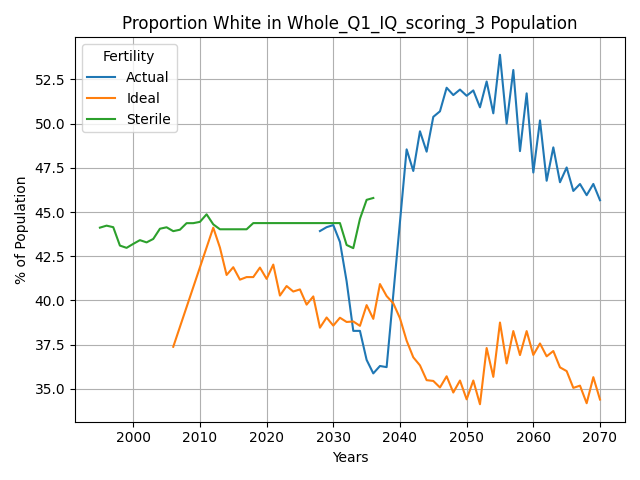 Proportion White in Whole_Q1_IQ_scoring_3 Population
Fertility
Actual
Ideal
Sterile
% of Population
52.5
50.0
47.5
45.0
42.5
40.0
37.5
35.0
2000
2010
2020
2030
2040
2050
2060
2070
Years